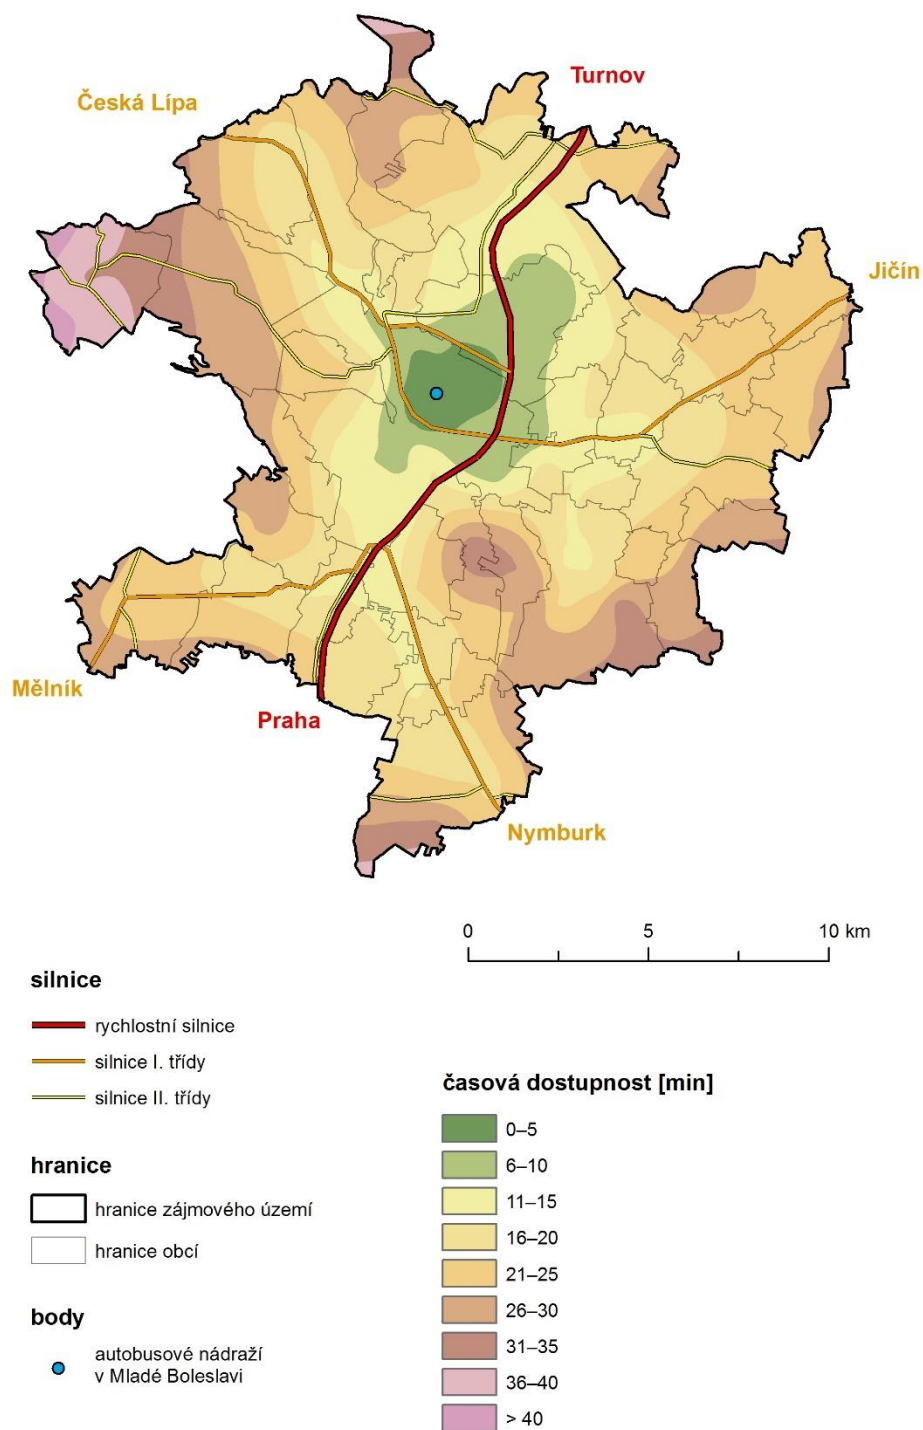 Turnov
Česká Lípa
Jičín
Mělník
Praha
Nymburk
0 5 10 km
silnice
rychlostní silnice
silnice I. třídy
silnice II. třídy
hranice
hranice zájmového území
hranice obcí
body
autobusové nádraží
v Mladé Boleslavi
časová dostupnost [min]
0–5
6–10
11–15
16–20
21–25
26–30
31–35
36–40
> 40